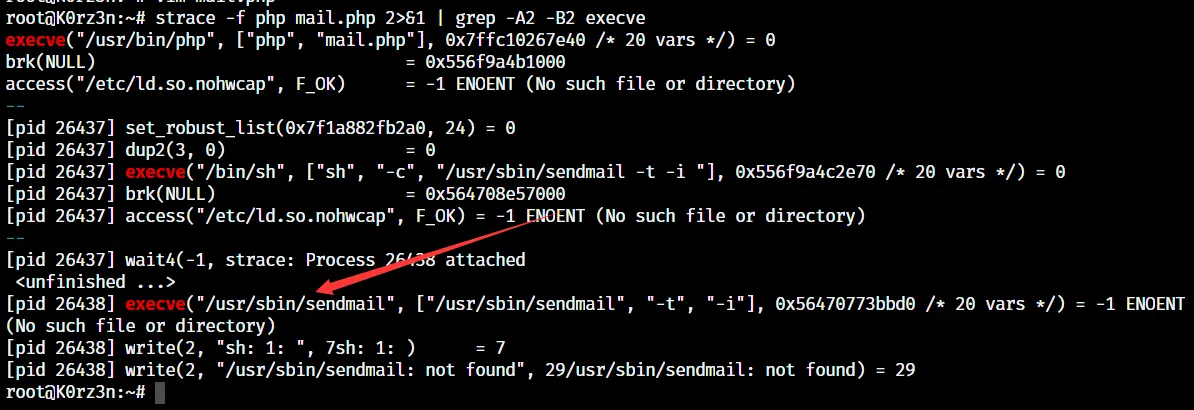 root@K0rz3n:~# strace -f php mail.php 2>&1 | grep -A2 -B2 execve
execve("/usr/bin/php", ["php", "mail.php"], 0x7ffc10267e40 /* 20 vars */) = 0
brk(NULL)                               = 0x556f9a4b1000
access("/etc/ld.so.nohwcap", F_OK)      = -1 ENOENT (No such file or directory)
--
[pid 26437] set_robust_list(0x7f1a882fb2a0, 24) = 0
[pid 26437] dup2(3, 0)                  = 0
[pid 26437] execve("/bin/sh", ["sh", "-c", "/usr/sbin/sendmail -t -i "], 0x556f9a4c2e70 /* 20 vars */) = 0
[pid 26437] brk(NULL)                   = 0x564708e57000
[pid 26437] access("/etc/ld.so.nohwcap", F_OK) = -1 ENOENT (No such file or directory)
--
[pid 26437] wait4(-1, strace: Process 26438 attached
 <unfinished ...>
[pid 26438] execve("/usr/sbin/sendmail", ["/usr/sbin/sendmail", "-t", "-i"], 0x56470773bbd0 /* 20 vars */) = -1 ENOENT
(No such file or directory)
[pid 26438] write(2, "sh: 1: ", 7sh: 1: )      = 7
[pid 26438] write(2, "/usr/sbin/sendmail: not found", 29/usr/sbin/sendmail: not found) = 29
root@K0rz3n:~#